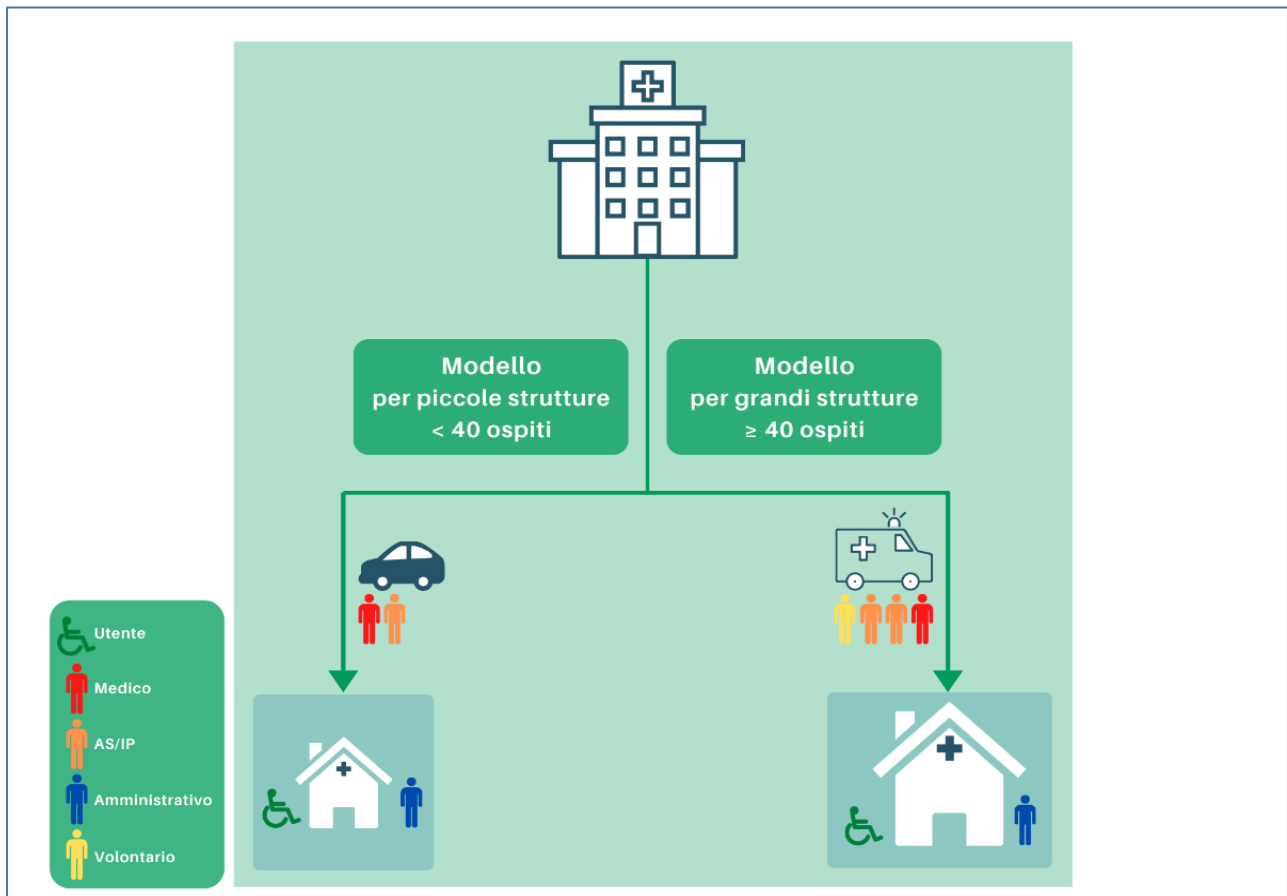 Modello
per piccole strutture
< 40 ospiti
Modello
per grandi strutture
≥ 40 ospiti
Utente
Medico
AS/IP
Amministrativo
Volontario